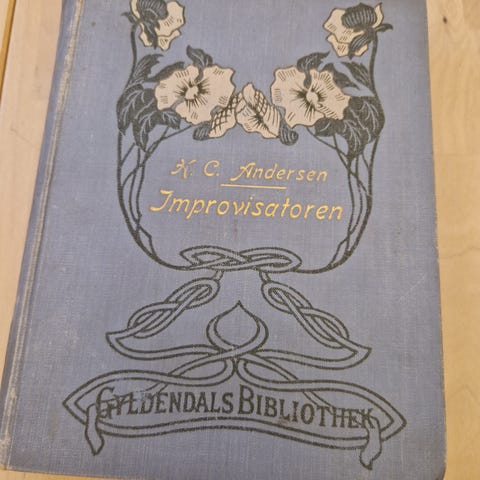 H. C. Andersen
Improvisatoren
GYLDENDALS BIBLIOTHEK